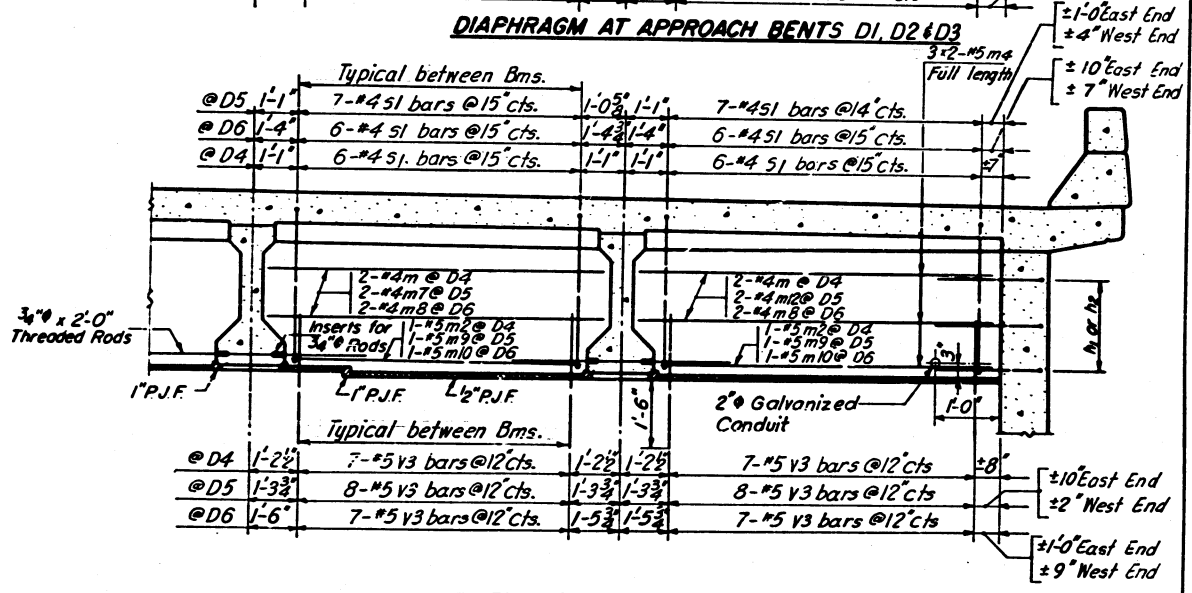 DIAPHRAGM AT APPROACH BENTS D1, D2 & D3
±1'-0" East End
±4" West End
3x2-#5 m4
Full length
±10" East End
±7" West End
Typical between Bms.
@ D5 1'-1" 7-#4 S1 bars @ 15" cts. 1'-0 5/8" 1'-1" 7-#4 S1 bars @ 14" cts.
@ D6 1'-4" 6-#4 S1 bars @ 15" cts. 1'-4 3/4" 1'-4" 6-#4 S1 bars @ 15" cts.
@ D4 1'-1" 6-#4 S1. bars @ 15" cts. 1'-1" 1'-1" 6-#4 S1 bars @ 15" cts. ±7"
2-#4 m @ D4
2-#4 m7 @ D5
2-#4 m8 @ D6
2-#4 m @ D4
2-#4 m12 @ D5
2-#4 m8 @ D6
3/4"Φ x 2'-0"
Threaded Rods
Inserts for
3/4"Φ Rods
1-#5 m2 @ D4
1-#5 m9 @ D5
1-#5 m10 @ D6
1-#5 m2 @ D4
1-#5 m9 @ D5
1-#5 m10 @ D6
h1 or h2
3"
1" P.J.F.
1" P.J.F.
1/2" P.J.F.
1'-6"
2"Φ Galvanized
Conduit
1'-0"
Typical between Bms.
@ D4 1'-2 1/2" 7-#5 V3 bars @ 12" cts. 1'-2 1/2" 1'-2 1/2" 7-#5 V3 bars @ 12" cts ±8"
@ D5 1'-3 3/4" 8-#5 V3 bars @ 12" cts. 1'-3 3/4" 1'-3 3/4" 8-#5 V3 bars @ 12" cts
@ D6 1'-6" 7-#5 V3 bars @ 12" cts. 1'-5 3/4" 1'-5 3/4" 7-#5 V3 bars @ 12" cts
±10" East End
±2" West End
±1'-0" East End
±9" West End